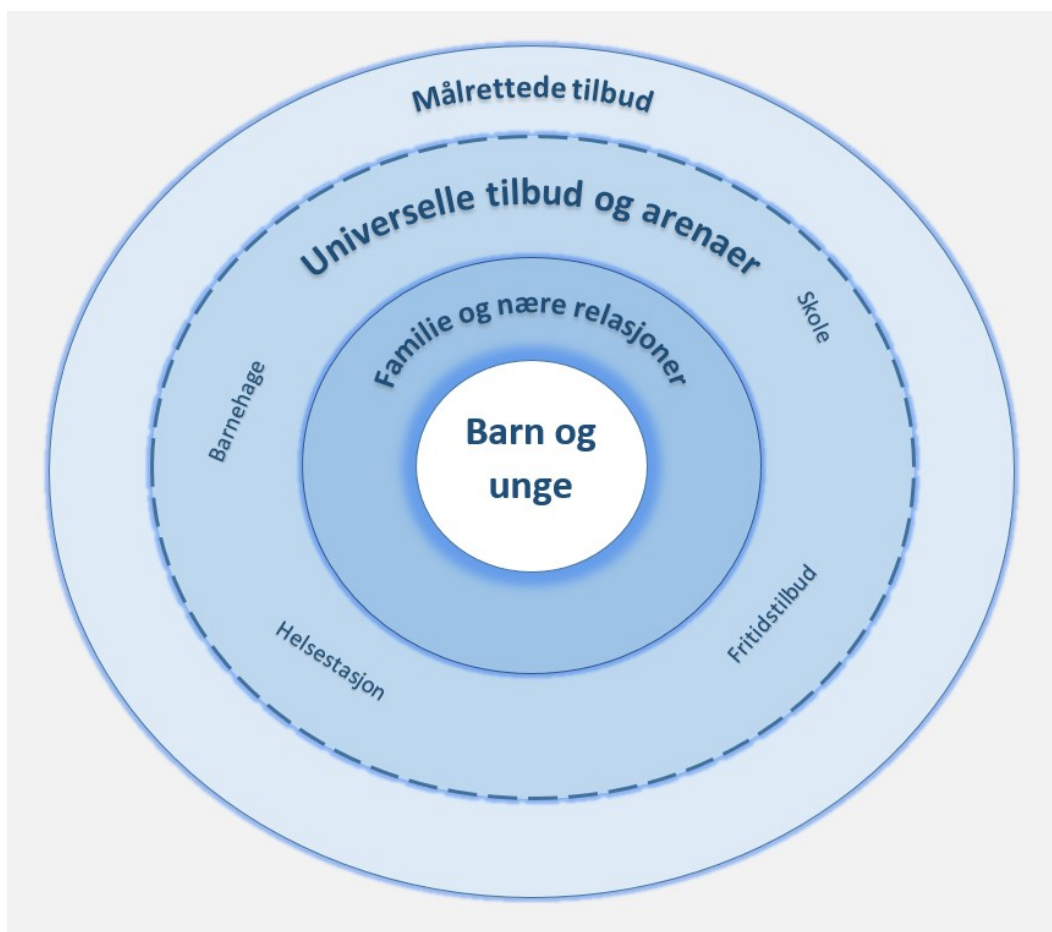 Målrettede tilbud
Universelle tilbud og arenaer
Skole
Familie og nære relasjoner
Barnehage
Barn og
unge
Helsestasjon
Fritidstilbud